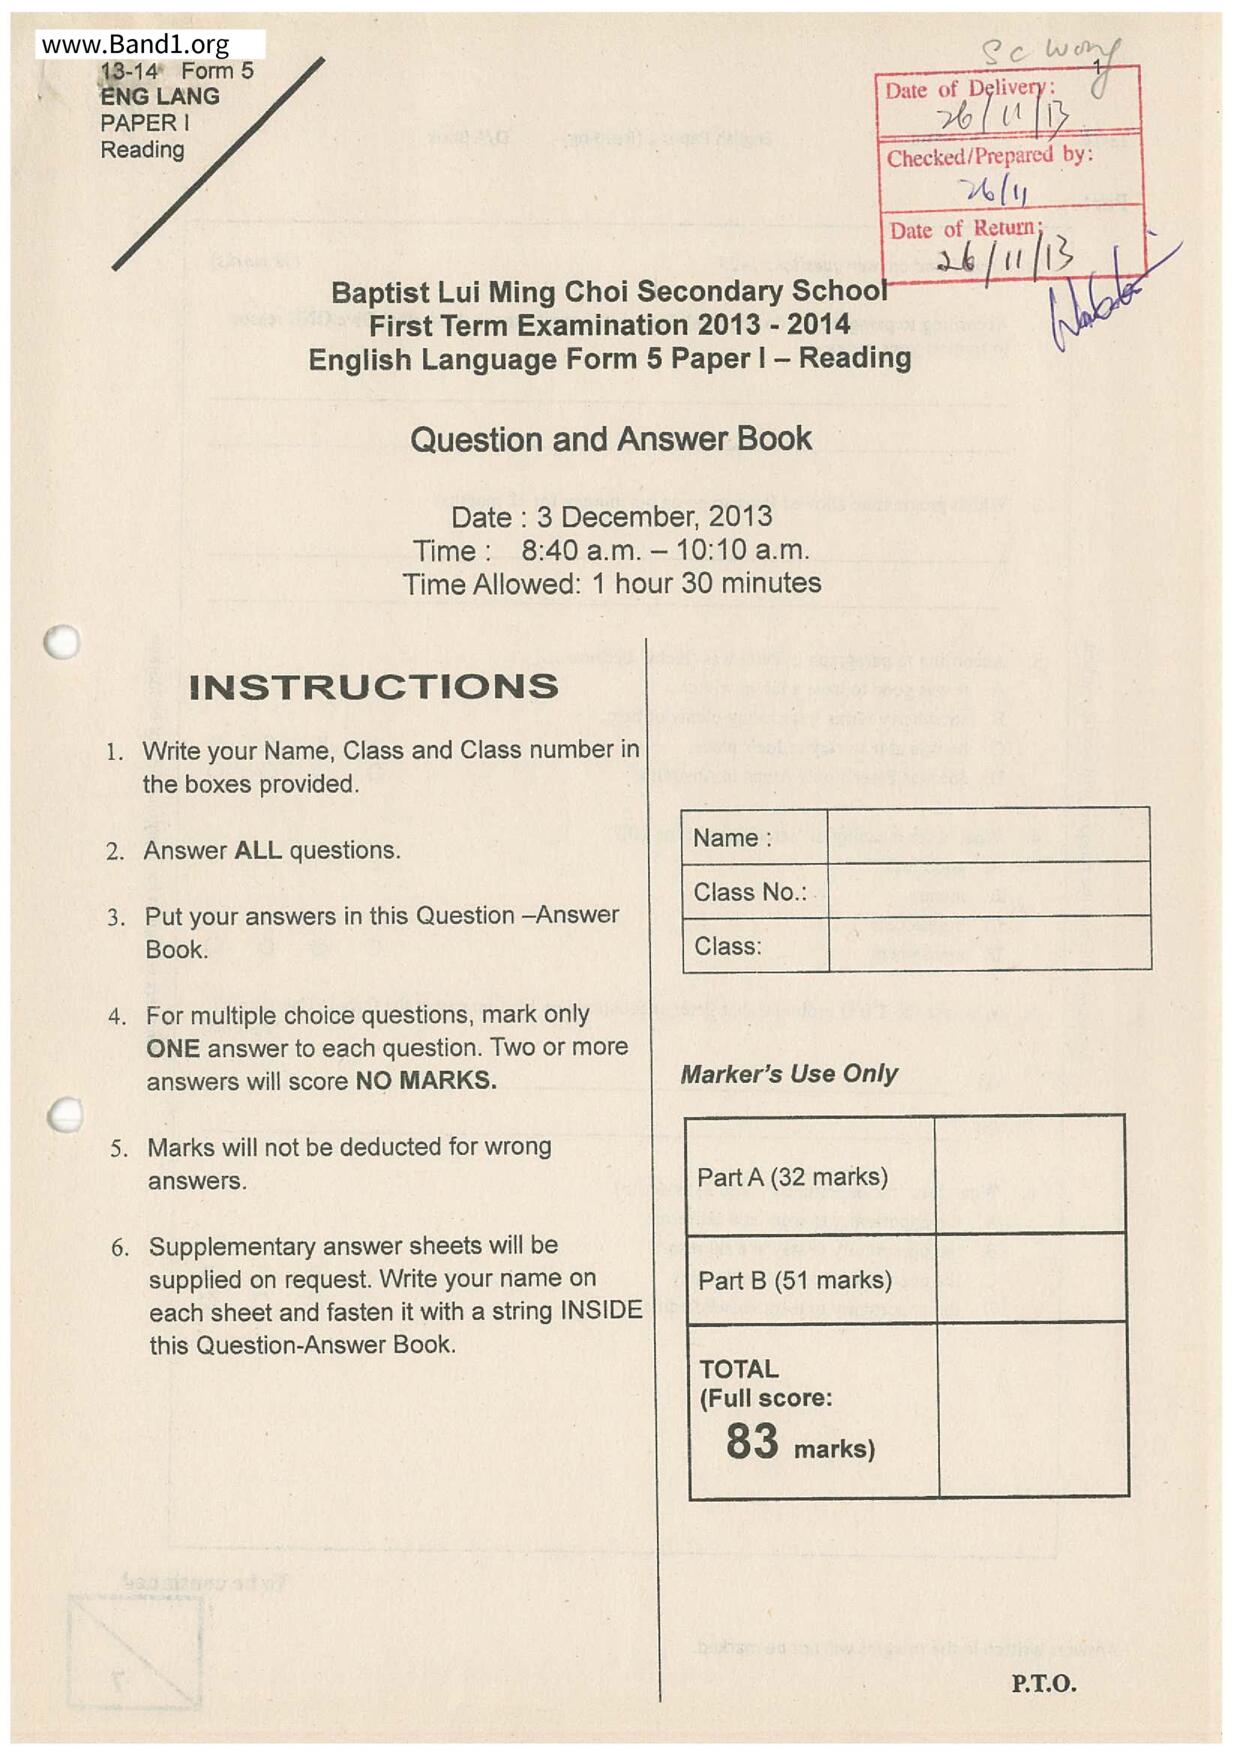 www.Band1.org
13-14 Form 5
ENG LANG
PAPER I
Reading
S C Wong
1
Date of Delivery:
26/11/13
Checked/Prepared by:
26/11
Date of Return:
26/11/13
Baptist Lui Ming Choi Secondary School
First Term Examination 2013 - 2014
English Language Form 5 Paper I – Reading
Question and Answer Book
Date : 3 December, 2013
Time : 8:40 a.m. – 10:10 a.m.
Time Allowed: 1 hour 30 minutes
INSTRUCTIONS
1. Write your Name, Class and Class number in
the boxes provided.
2. Answer ALL questions.
3. Put your answers in this Question –Answer
Book.
4. For multiple choice questions, mark only
ONE answer to each question. Two or more
answers will score NO MARKS.
5. Marks will not be deducted for wrong
answers.
6. Supplementary answer sheets will be
supplied on request. Write your name on
each sheet and fasten it with a string INSIDE
this Question-Answer Book.
Name :
Class No.:
Class:
Marker's Use Only
Part A (32 marks)
Part B (51 marks)
TOTAL
(Full score:
83 marks)
P.T.O.